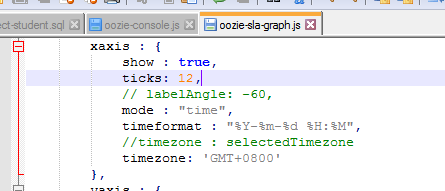 ect-student.sql oozie-console.js oozie-sla-graph.js
xaxis : {
show : true,
ticks: 12,
// labelAngle: -60,
mode : "time",
timeformat : "%Y-%m-%d %H:%M",
//timezone : selectedTimezone
timezone: 'GMT+0800'
},
yaxis : {